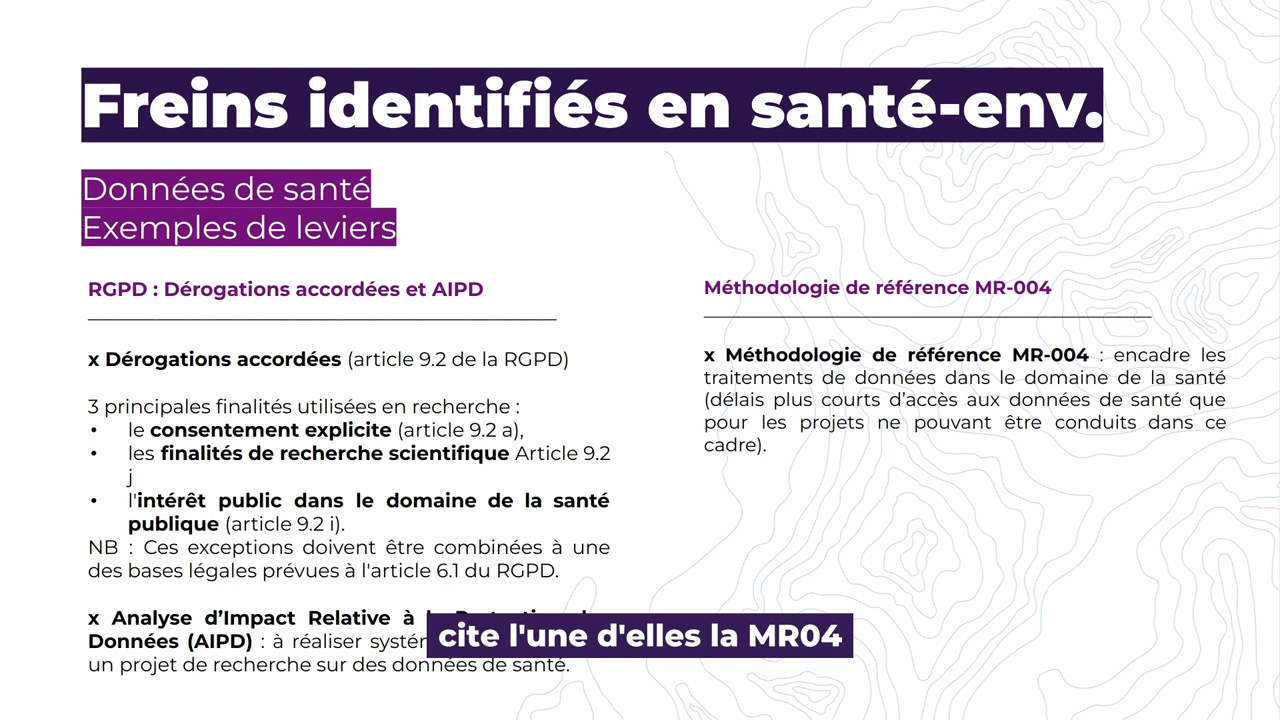 Freins identifiés en santé-env.
Données de santé
Exemples de leviers
RGPD : Dérogations accordées et AIPD
x Dérogations accordées (article 9.2 de la RGPD)
3 principales finalités utilisées en recherche :
• le consentement explicite (article 9.2 a),
• les finalités de recherche scientifique Article 9.2
j
• l'intérêt public dans le domaine de la santé
publique (article 9.2 i).
NB : Ces exceptions doivent être combinées à une
des bases légales prévues à l'article 6.1 du RGPD.
x Analyse d’Impact Relative à
Données (AIPD) : à réaliser
un projet de recherche sur des données de santé.
Méthodologie de référence MR-004
x Méthodologie de référence MR-004 : encadre les
traitements de données dans le domaine de la santé
(délais plus courts d’accès aux données de santé que
pour les projets ne pouvant être conduits dans ce
cadre).
cite l'une d'elles la MR04